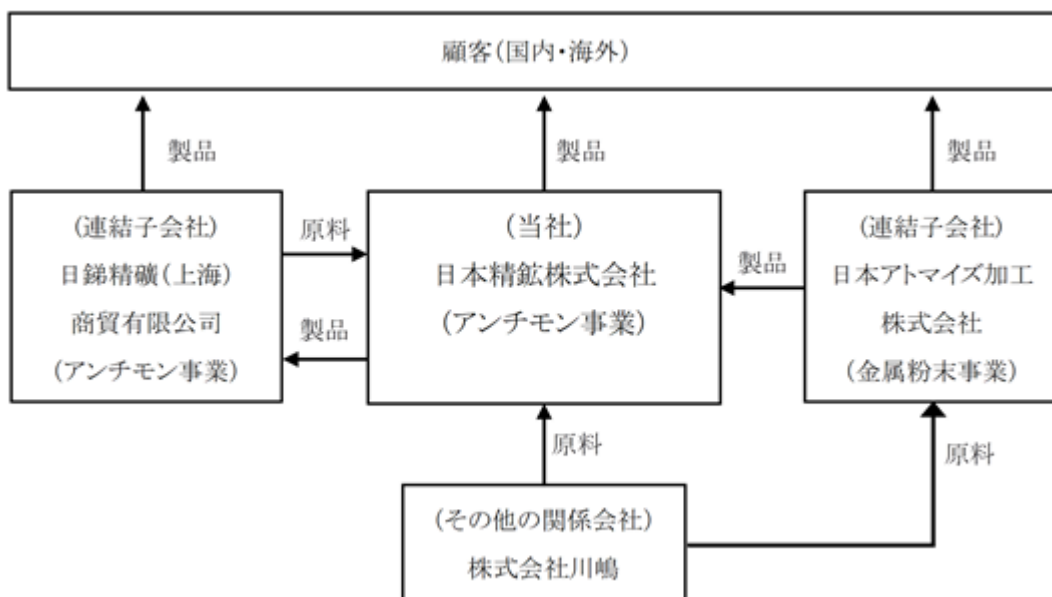 顧客(国内・海外)
製品
製品
製品
(連結子会社)
日銻精礦(上海)
商貿有限公司
(アンチモン事業)
原料
製品
(当社)
日本精鉱株式会社
(アンチモン事業)
製品
(連結子会社)
日本アトマイズ加工
株式会社
(金属粉末事業)
原料
原料
(その他の関係会社)
株式会社川嶋